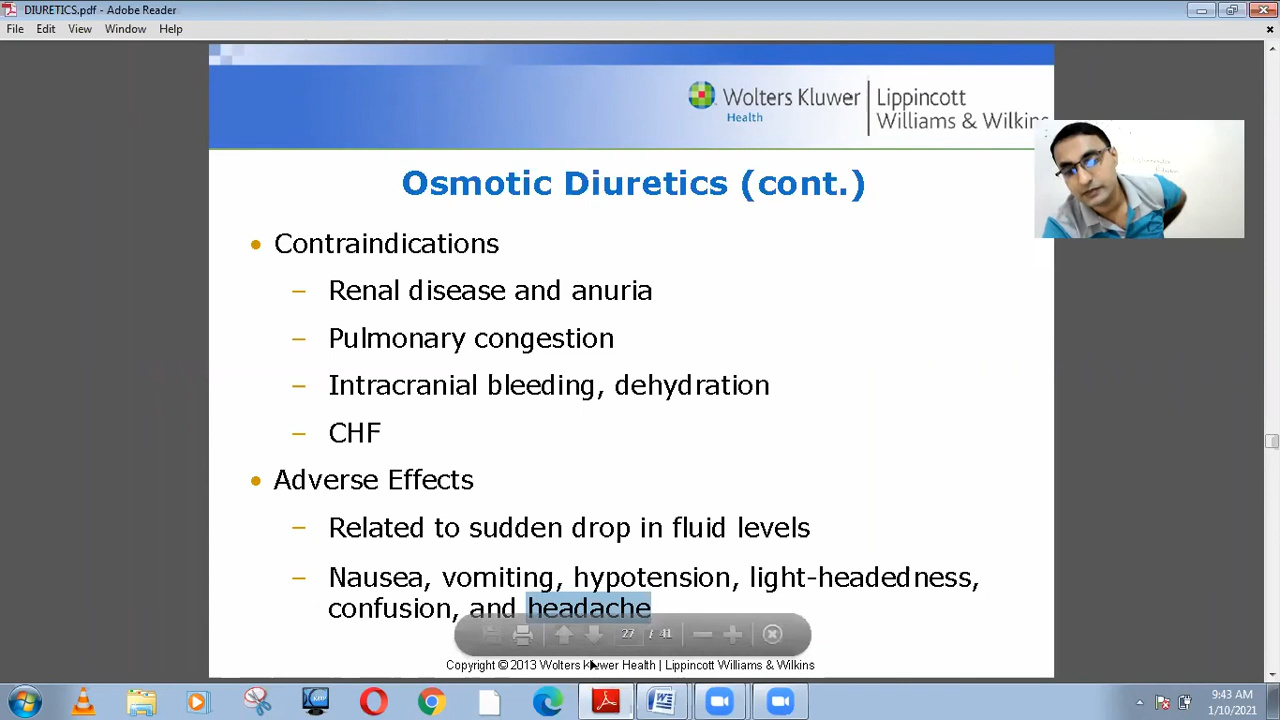 DIURETICS.pdf - Adobe Reader
File Edit View Window Help
Wolters Kluwer
Health
Lippincott
Williams & Wilkins
Osmotic Diuretics (cont.)
• Contraindications
– Renal disease and anuria
– Pulmonary congestion
– Intracranial bleeding, dehydration
– CHF
• Adverse Effects
– Related to sudden drop in fluid levels
– Nausea, vomiting, hypotension, light-headedness,
confusion, and headache
27 / 41
Copyright © 2013 Wolters Kluwer Health | Lippincott Williams & Wilkins
9:43 AM
1/10/2021